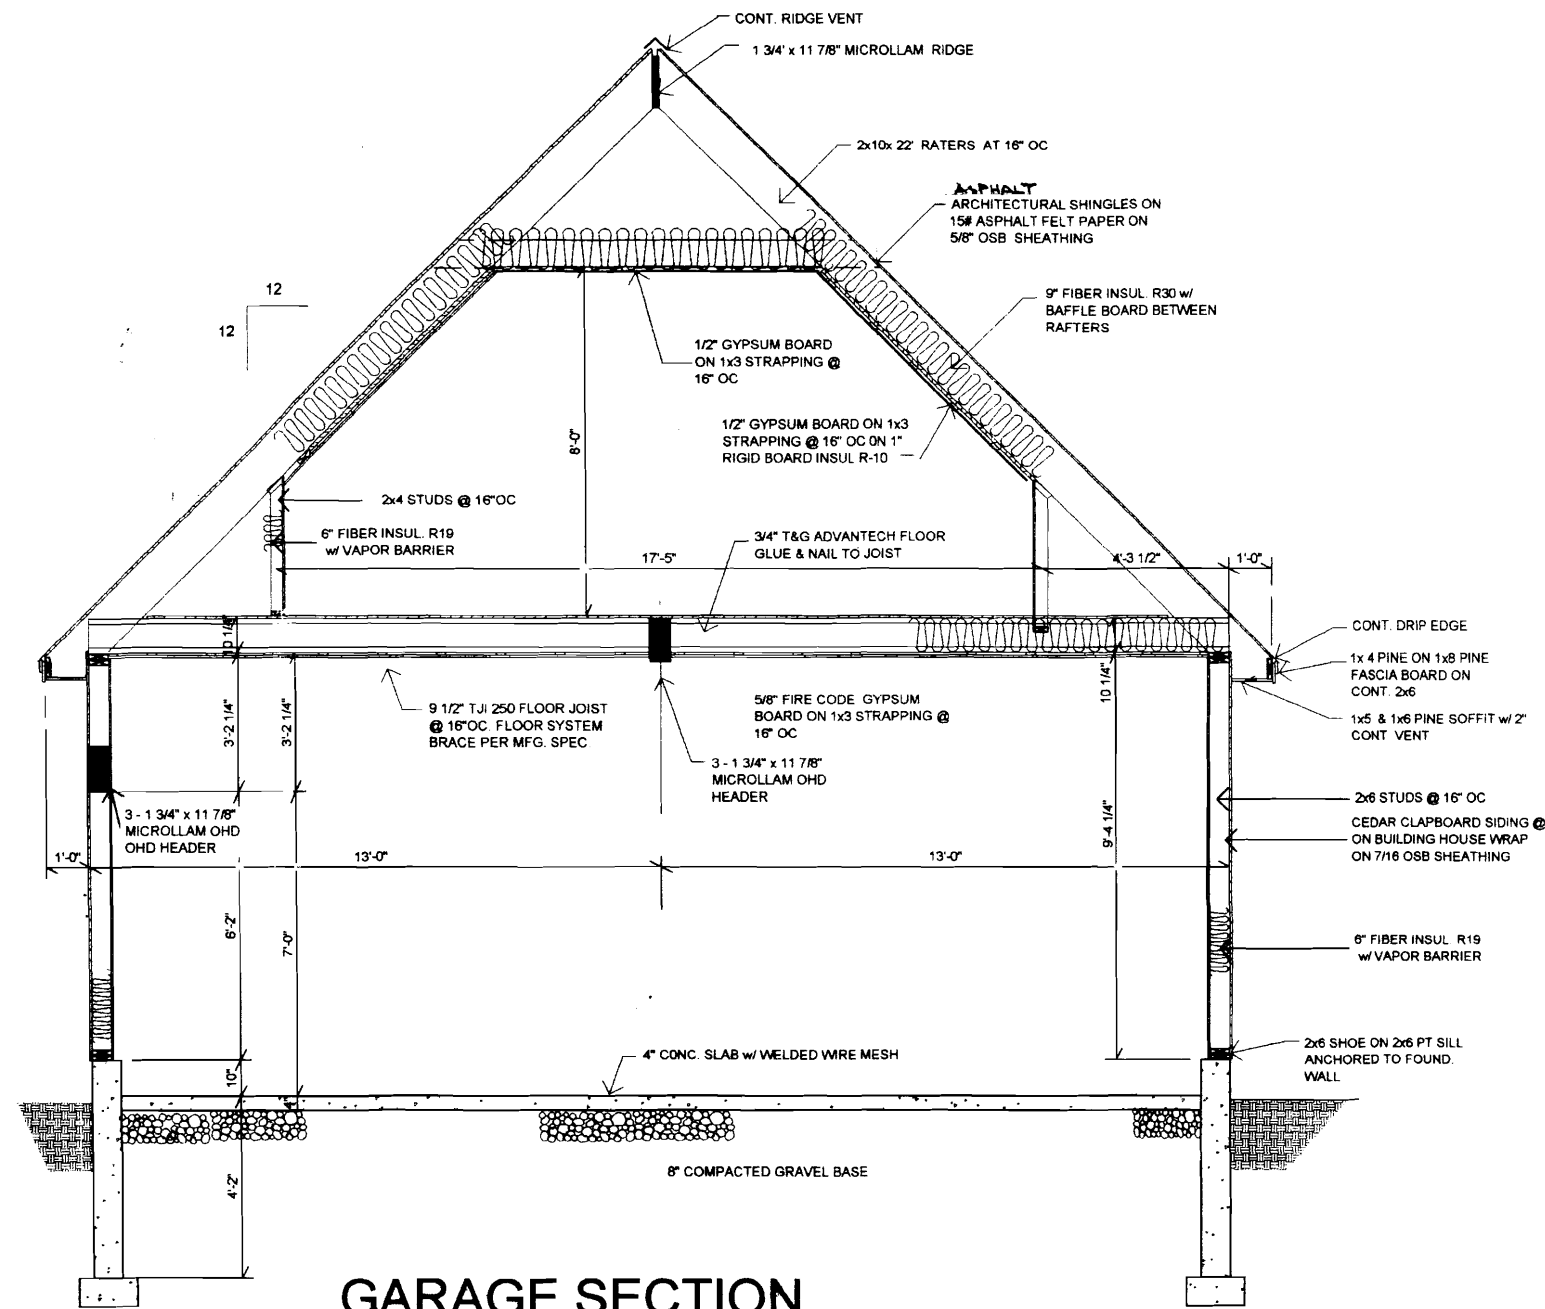 CONT. RIDGE VENT
1 3/4' x 11 7/8" MICROLLAM RIDGE
2x10x 22' RATERS AT 16" OC
ASPHALT
ARCHITECTURAL SHINGLES ON
15# ASPHALT FELT PAPER ON
5/8" OSB SHEATHING
12
12
9" FIBER INSUL. R30 w/
BAFFLE BOARD BETWEEN
RAFTERS
1/2" GYPSUM BOARD
ON 1x3 STRAPPING @
16" OC
8'-0"
1/2" GYPSUM BOARD ON 1x3
STRAPPING @ 16" OC ON 1"
RIGID BOARD INSUL R-10
2x4 STUDS @ 16"OC
6" FIBER INSUL. R19
w/ VAPOR BARRIER
3/4" T&G ADVANTECH FLOOR
GLUE & NAIL TO JOIST
17'-5"
4'-3 1/2"
1'-0"
10 1/4"
CONT. DRIP EDGE
1x 4 PINE ON 1x8 PINE
FASCIA BOARD ON
CONT. 2x6
1x5 & 1x6 PINE SOFFIT w/ 2"
CONT VENT
3'-2 1/4"
3'-2 1/4"
9 1/2" TJI 250 FLOOR JOIST
@ 16"OC. FLOOR SYSTEM
BRACE PER MFG. SPEC
5/8" FIRE CODE GYPSUM
BOARD ON 1x3 STRAPPING @
16" OC
10 1/4"
3 - 1 3/4" x 11 7/8"
MICROLLAM OHD
HEADER
3 - 1 3/4" x 11 7/8"
MICROLLAM OHD
OHD HEADER
2x6 STUDS @ 16" OC
CEDAR CLAPBOARD SIDING @
ON BUILDING HOUSE WRAP
ON 7/16 OSB SHEATHING
9'-4 1/4"
1'-0"
13'-0"
13'-0"
6'-2"
7'-0"
6" FIBER INSUL. R19
w/ VAPOR BARRIER
4" CONC. SLAB w/ WELDED WIRE MESH
2x6 SHOE ON 2x6 PT SILL
ANCHORED TO FOUND.
WALL
10"
4"
8" COMPACTED GRAVEL BASE
4'-2"
GARAGE SECTION